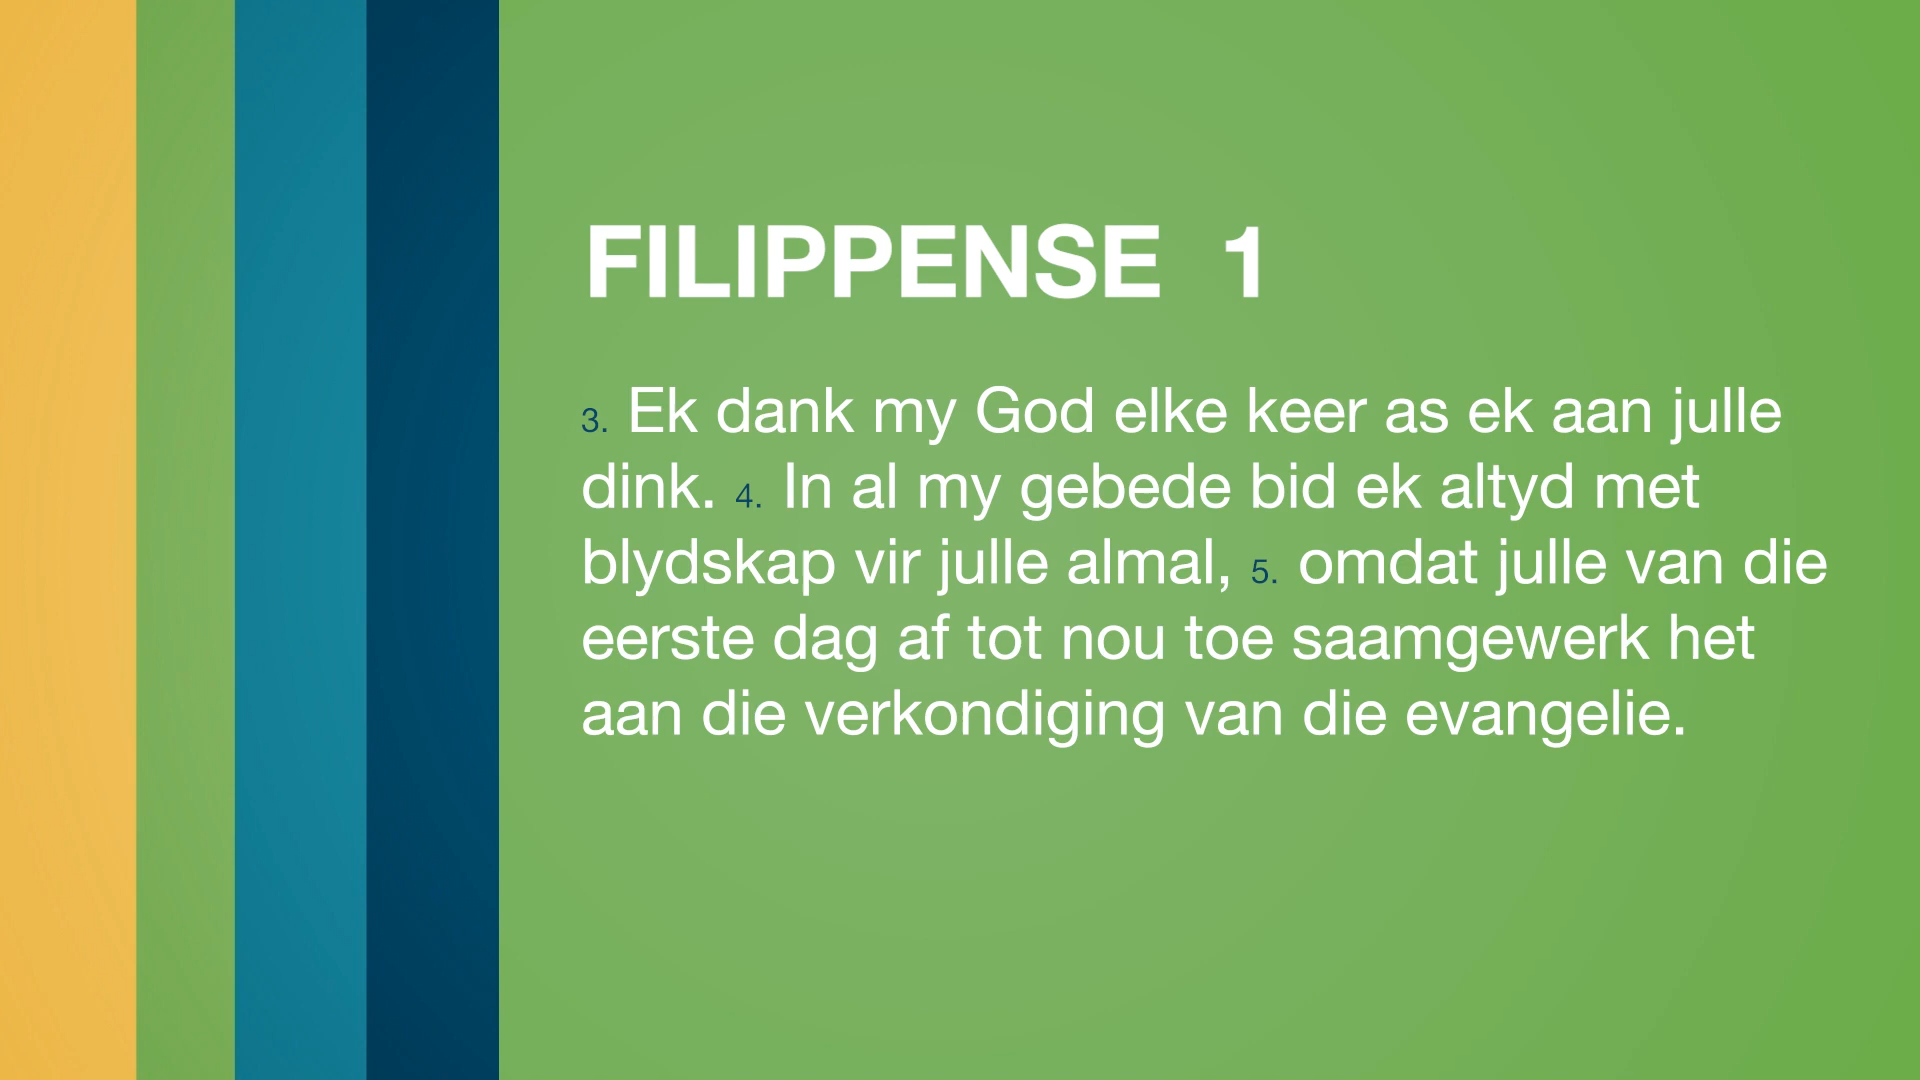 FILIPPENSE 1
3. Ek dank my God elke keer as ek aan julle
dink. 4. In al my gebede bid ek altyd met
blydskap vir julle almal, 5. omdat julle van die
eerste dag af tot nou toe saamgewerk het
aan die verkondiging van die evangelie.